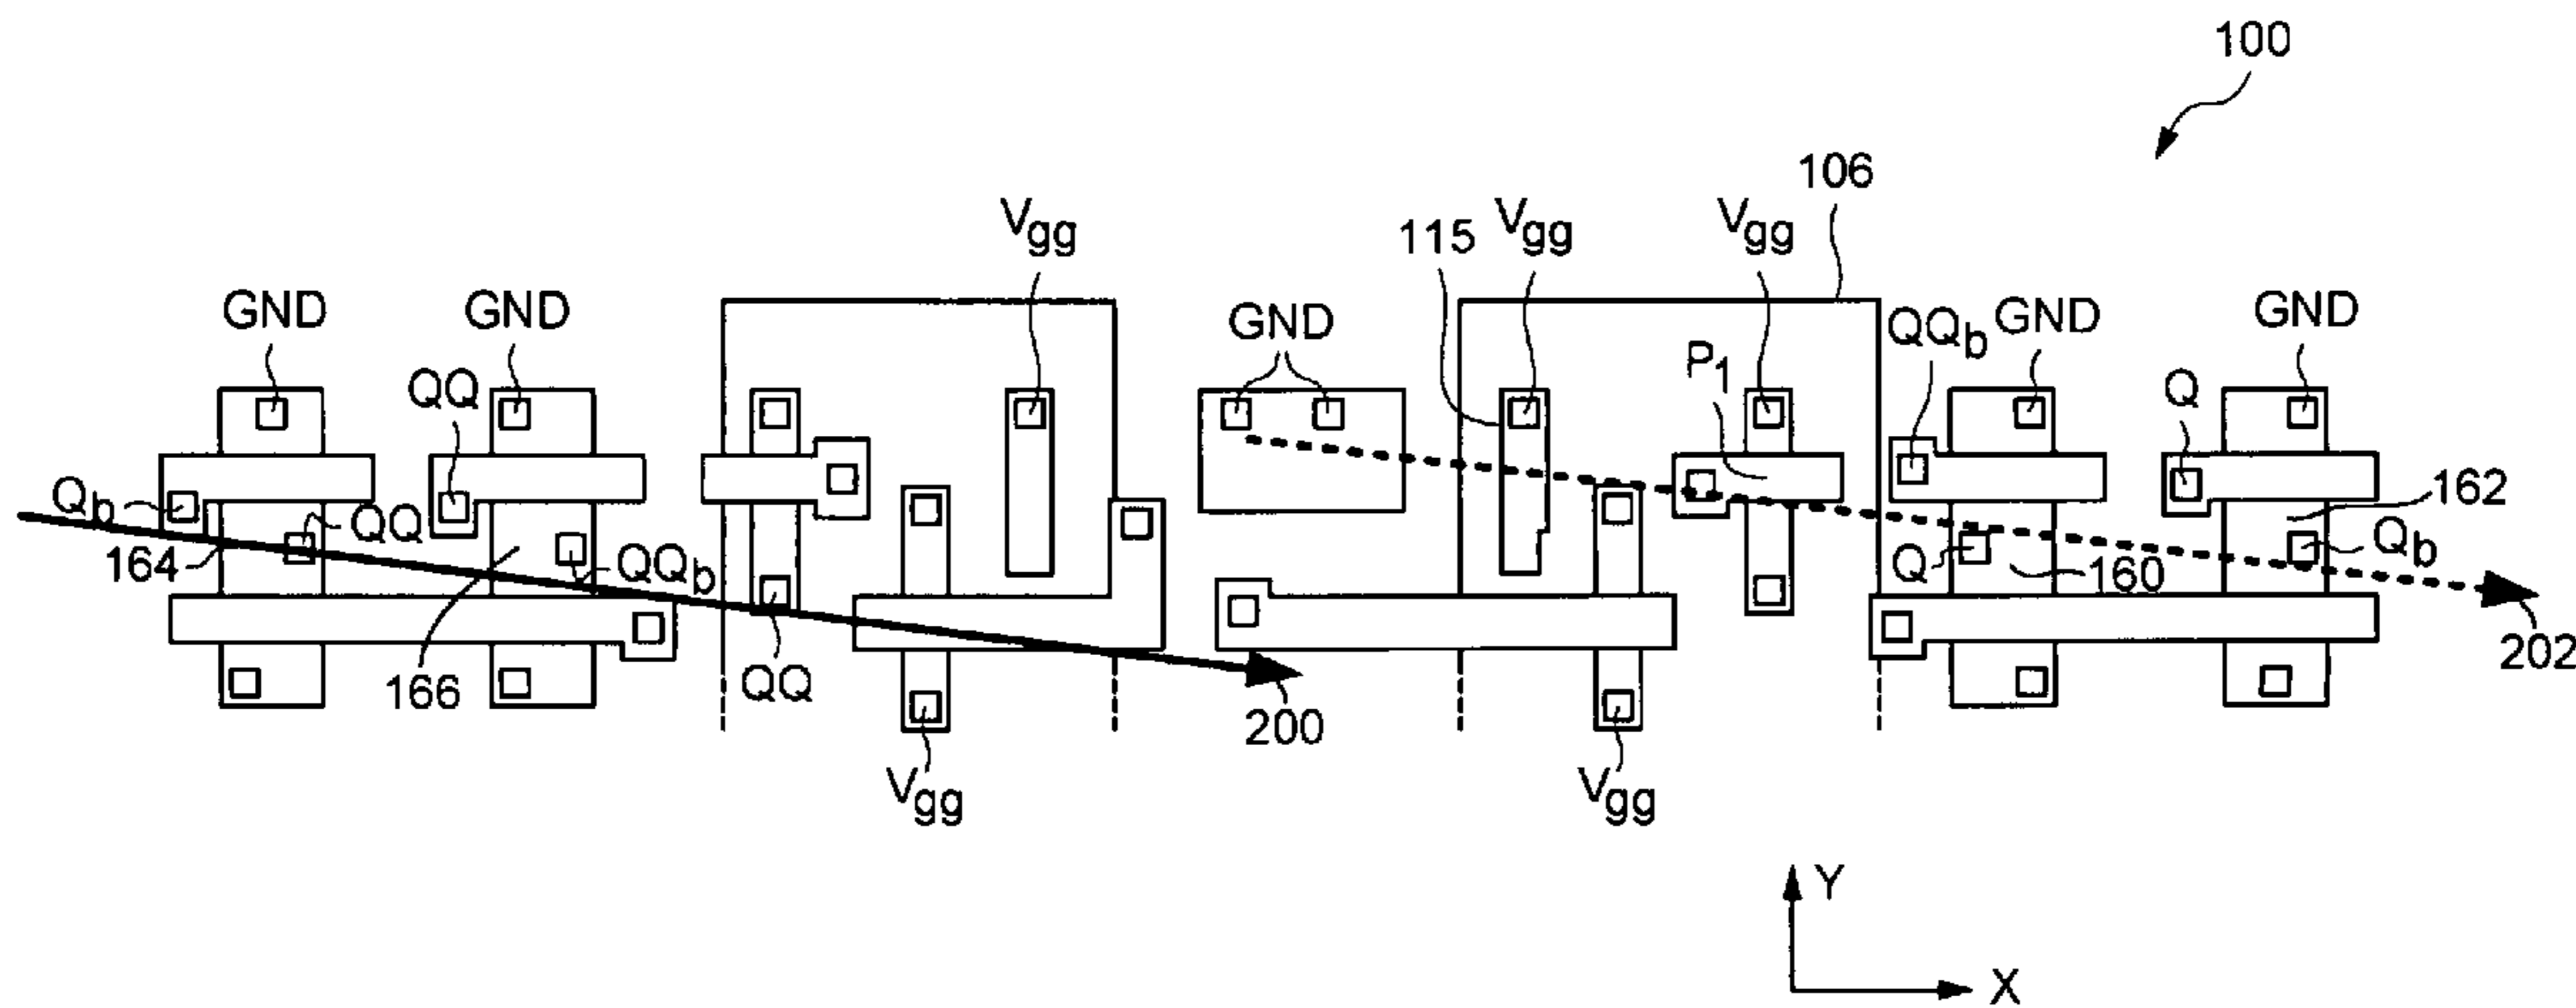 100
106
Vgg
115
Vgg
Vgg
GND
GND
GND
QQb
GND
GND
QQ
P1
Q
Qb
QQ
162
164
QQb
Q
160
Qb
166
QQ
200
202
Vgg
Vgg
Y
X